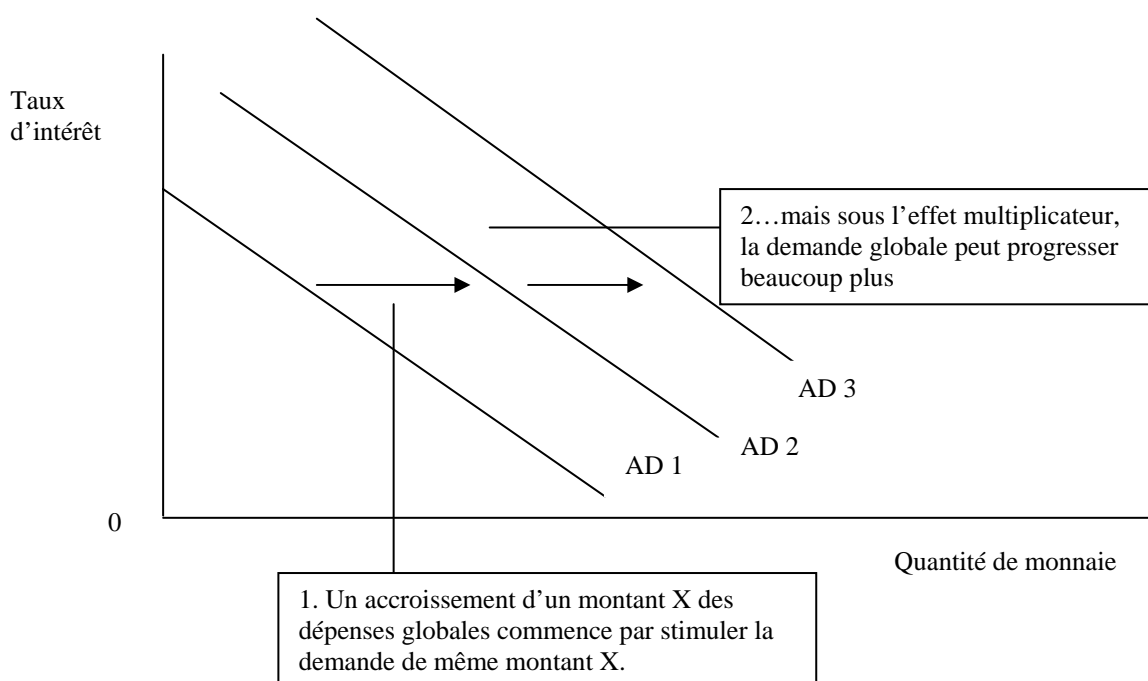 Taux
d’intérêt
2…mais sous l’effet multiplicateur,
la demande globale peut progresser
beaucoup plus
AD 3
AD 2
AD 1
0
Quantité de monnaie
1. Un accroissement d’un montant X des
dépenses globales commence par stimuler la
demande de même montant X.